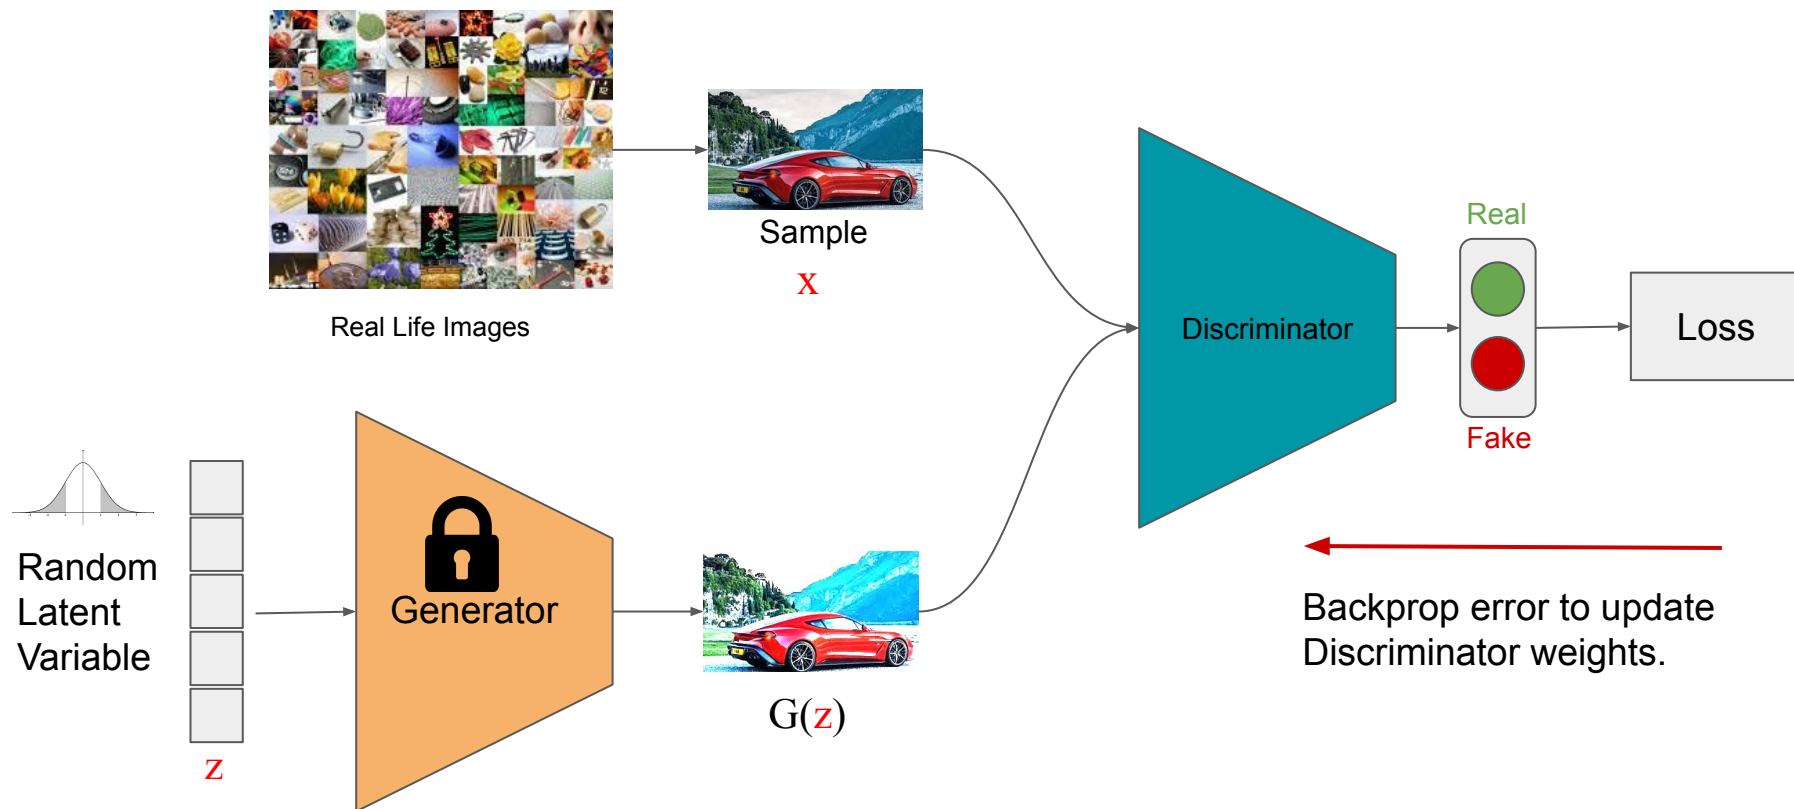 Sample
x
Real Life Images
Real
Discriminator
Loss
Fake
Random
Latent
Variable
z
Generator
G(z)
Backprop error to update
Discriminator weights.